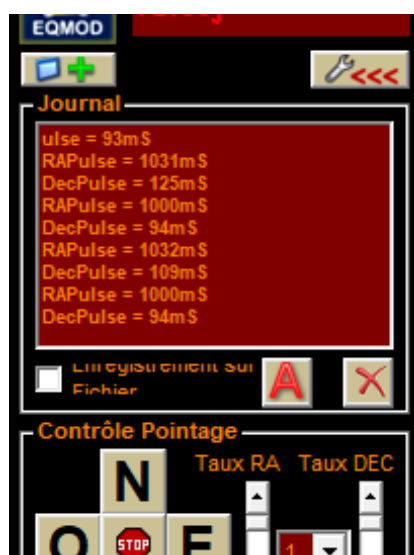 EQMOD
<<<
Journal
ulse = 93mS
RAPulse = 1031mS
DecPulse = 125mS
RAPulse = 1000mS
DecPulse = 94mS
RAPulse = 1032mS
DecPulse = 109mS
RAPulse = 1000mS
DecPulse = 94mS
Enregistrement sur
Fichier
A
Contrôle Pointage
Taux RA Taux DEC
N
O STOP E 1